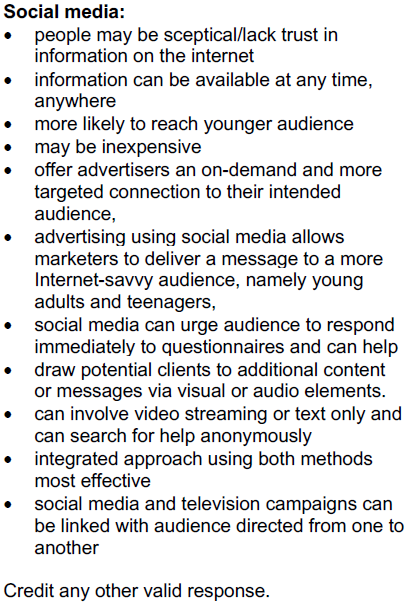 Social media:
• people may be sceptical/lack trust in
information on the internet
• information can be available at any time,
anywhere
• more likely to reach younger audience
• may be inexpensive
• offer advertisers an on-demand and more
targeted connection to their intended
audience,
• advertising using social media allows
marketers to deliver a message to a more
Internet-savvy audience, namely young
adults and teenagers,
• social media can urge audience to respond
immediately to questionnaires and can help
• draw potential clients to additional content
or messages via visual or audio elements.
• can involve video streaming or text only and
can search for help anonymously
• integrated approach using both methods
most effective
• social media and television campaigns can
be linked with audience directed from one to
another
Credit any other valid response.